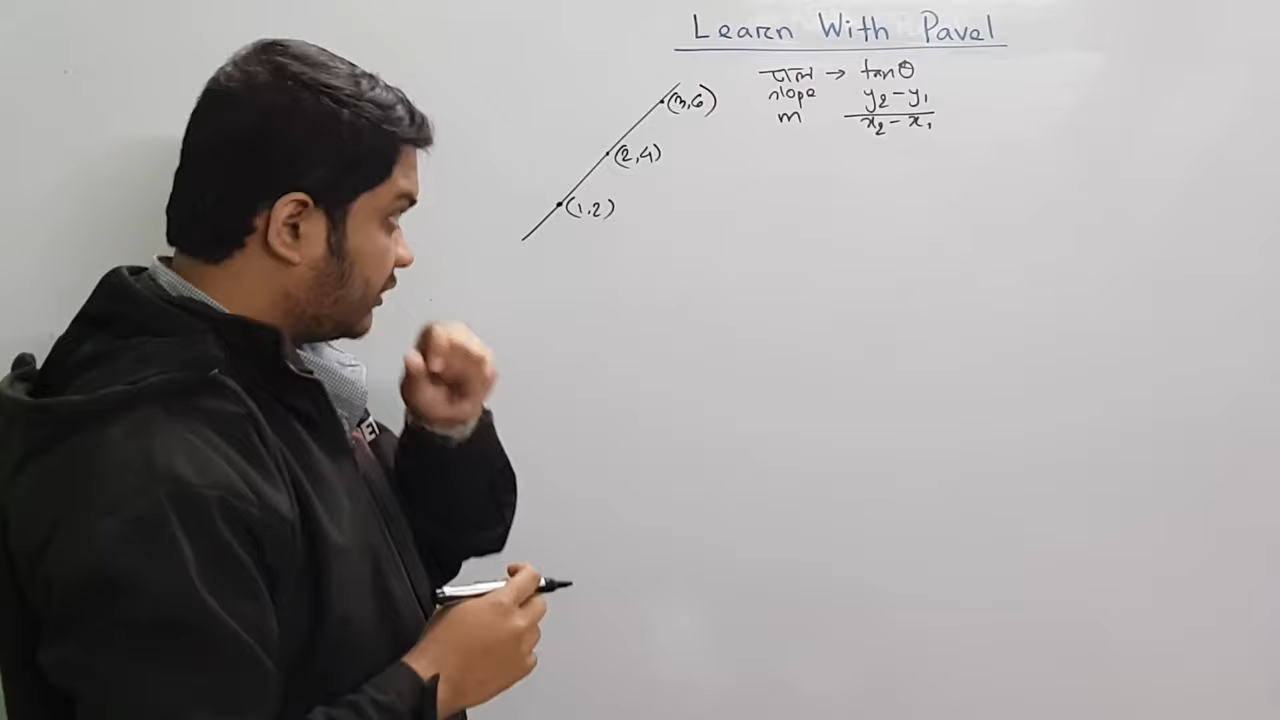 Learn With Pavel
ঢাল → tanθ
slope
m
y₂ - y₁
x₂ - x₁
(3,6)
(2,4)
(1,2)